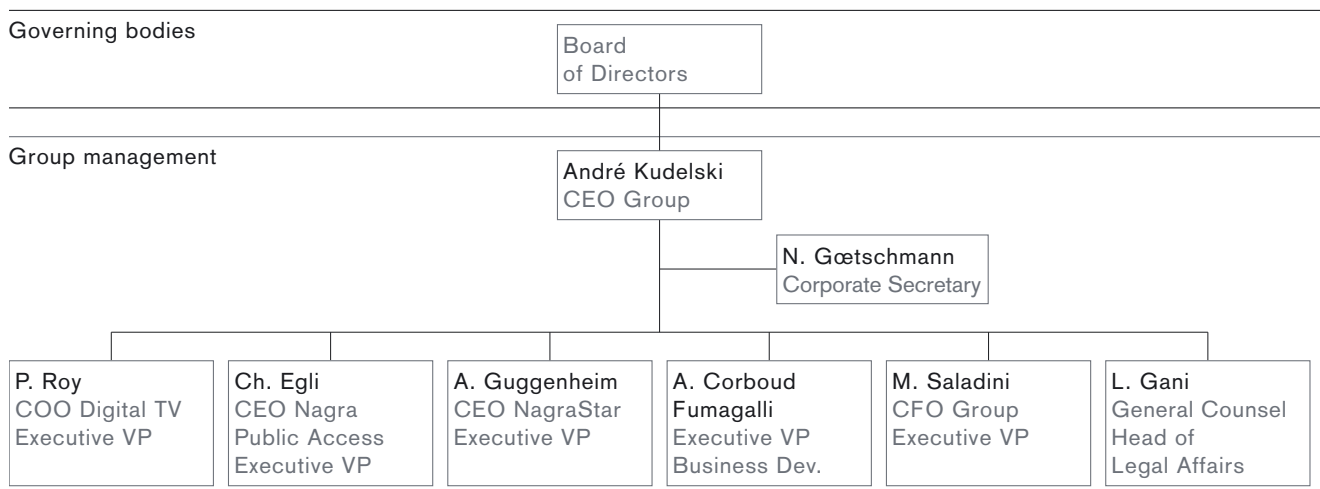 Governing bodies
Board
of Directors
Group management
André Kudelski
CEO Group
N. Gœtschmann
Corporate Secretary
P. Roy
COO Digital TV
Executive VP
Ch. Egli
CEO Nagra
Public Access
Executive VP
A. Guggenheim
CEO NagraStar
Executive VP
A. Corboud
Fumagalli
Executive VP
Business Dev.
M. Saladini
CFO Group
Executive VP
L. Gani
General Counsel
Head of
Legal Affairs